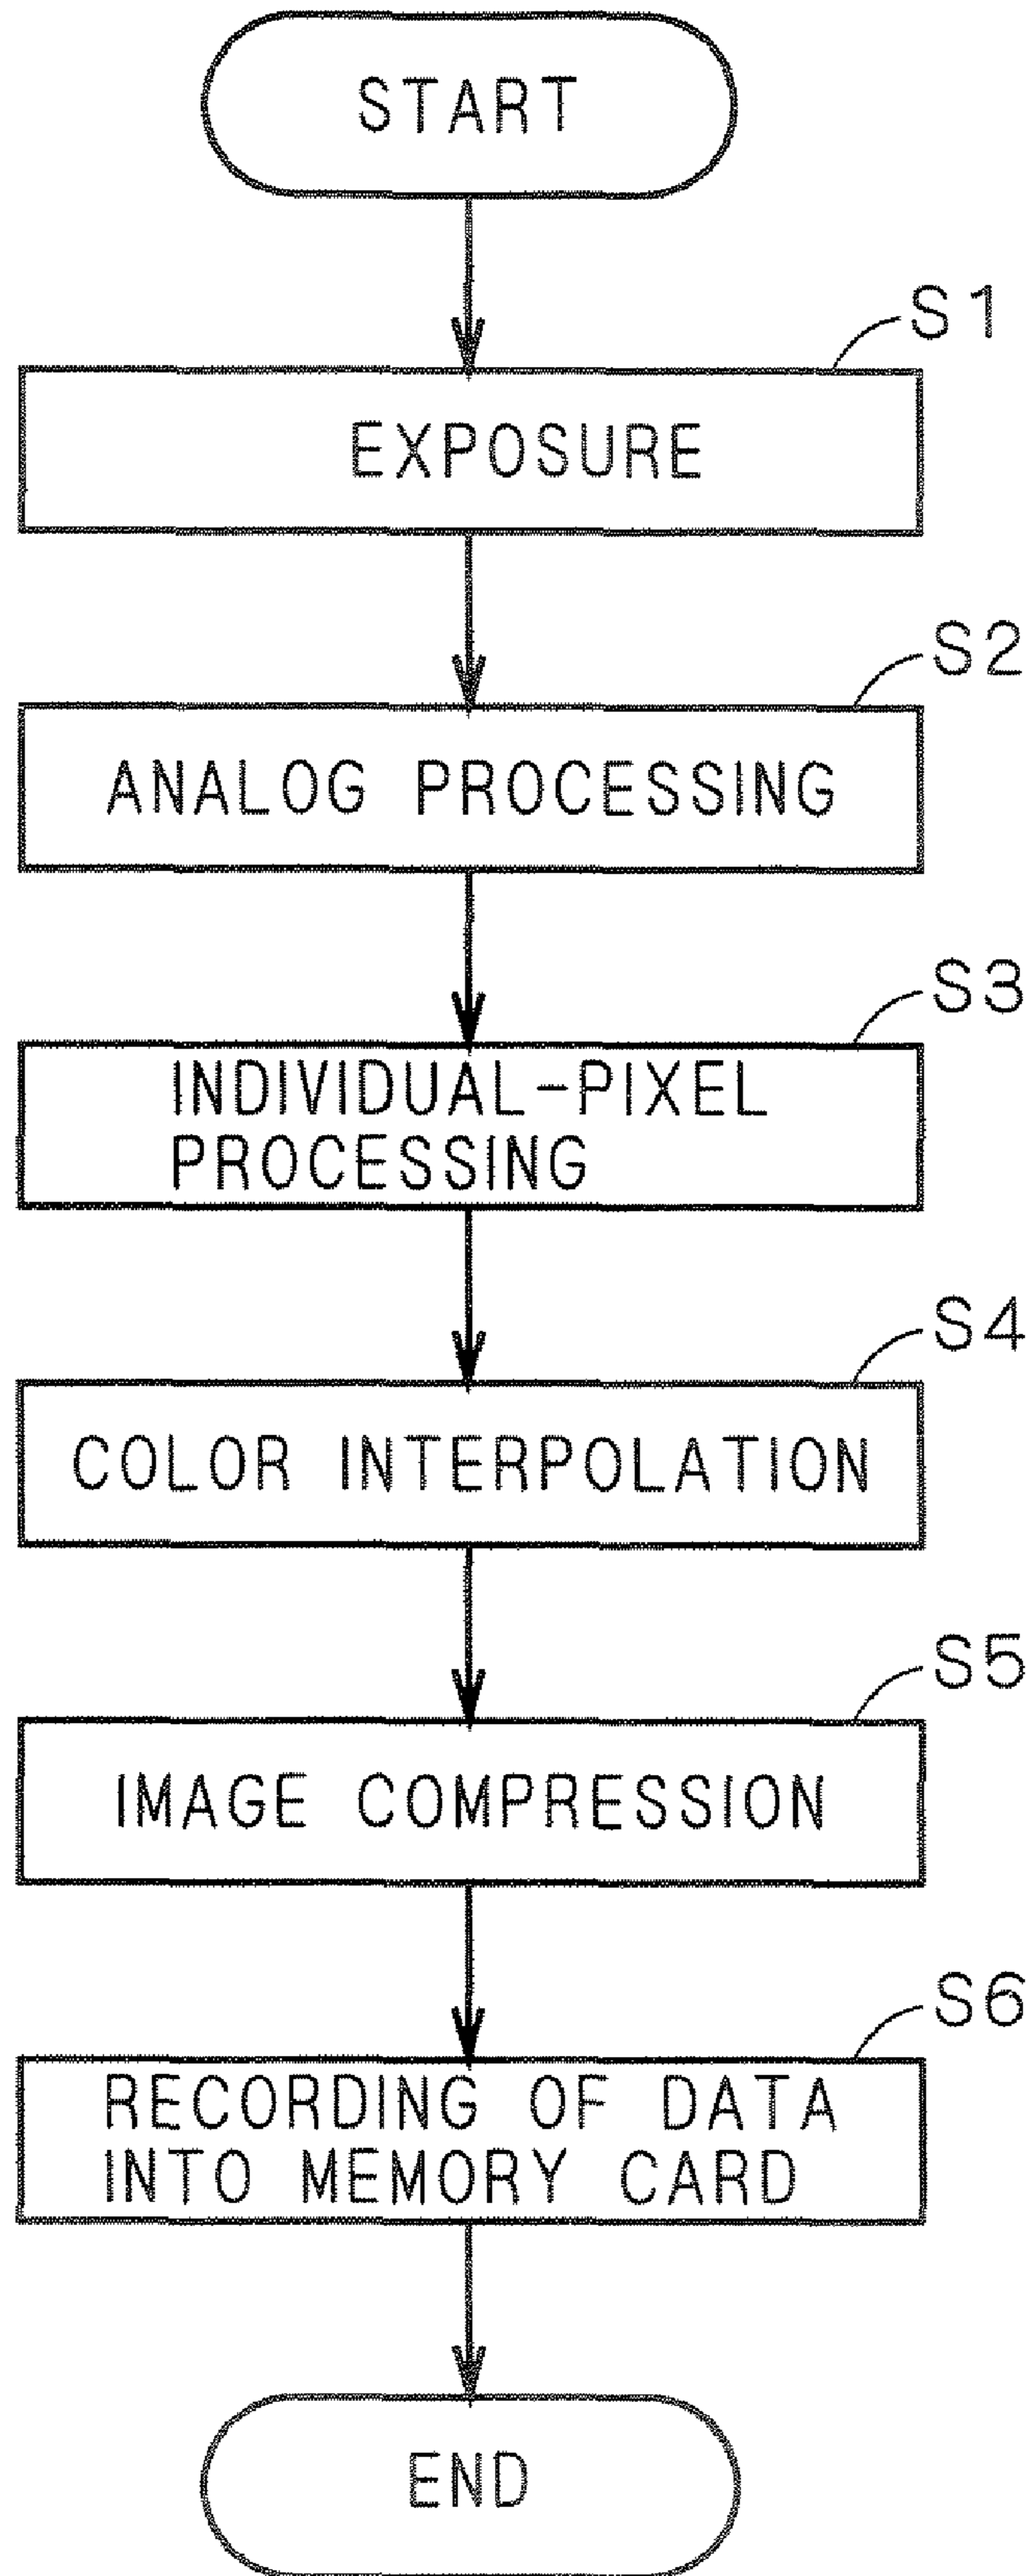 START
S1
EXPOSURE
S2
ANALOG PROCESSING
S3
INDIVIDUAL-PIXEL
PROCESSING
S4
COLOR INTERPOLATION
S5
IMAGE COMPRESSION
S6
RECORDING OF DATA
INTO MEMORY CARD
END